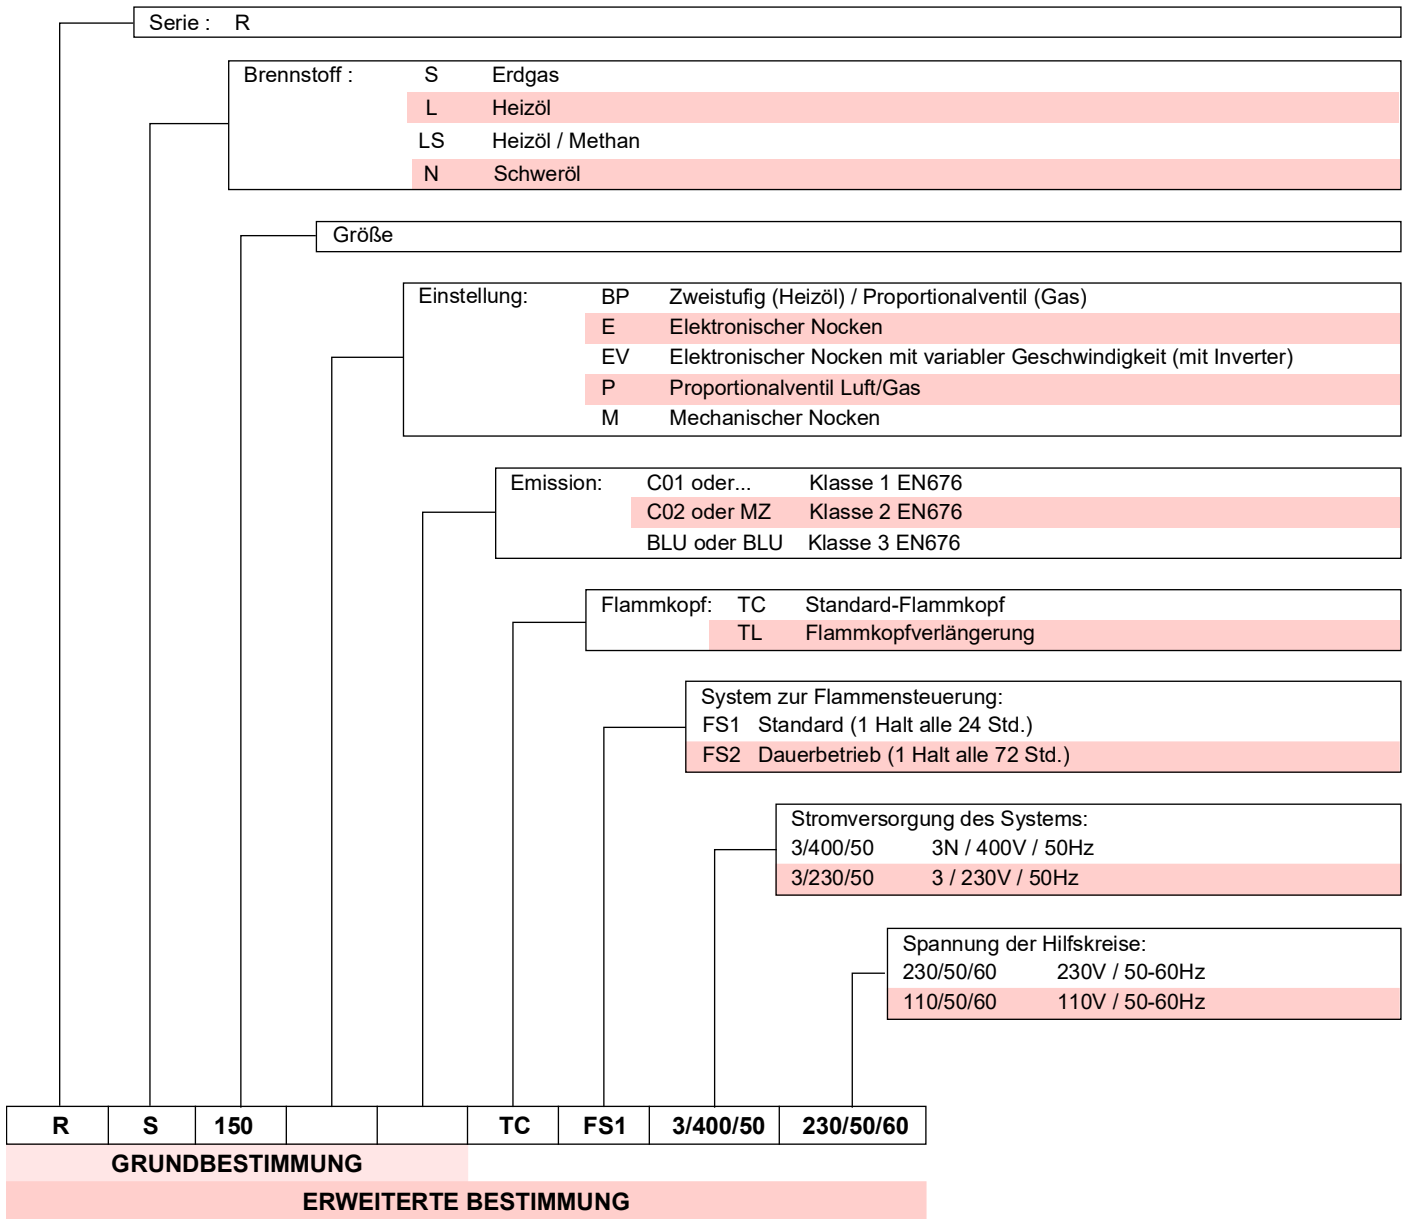 Serie : R
Brennstoff : S Erdgas
L Heizöl
LS Heizöl / Methan
N Schweröl
Größe
Einstellung: BP Zweistufig (Heizöl) / Proportionalventil (Gas)
E Elektronischer Nocken
EV Elektronischer Nocken mit variabler Geschwindigkeit (mit Inverter)
P Proportionalventil Luft/Gas
M Mechanischer Nocken
Emission: C01 oder... Klasse 1 EN676
C02 oder MZ Klasse 2 EN676
BLU oder BLU Klasse 3 EN676
Flammkopf: TC Standard-Flammkopf
TL Flammkopfverlängerung
System zur Flammensteuerung:
FS1 Standard (1 Halt alle 24 Std.)
FS2 Dauerbetrieb (1 Halt alle 72 Std.)
Stromversorgung des Systems:
3/400/50 3N / 400V / 50Hz
3/230/50 3 / 230V / 50Hz
Spannung der Hilfskreise:
230/50/60 230V / 50-60Hz
110/50/60 110V / 50-60Hz
R S 150 TC FS1 3/400/50 230/50/60
GRUNDBESTIMMUNG
ERWEITERTE BESTIMMUNG